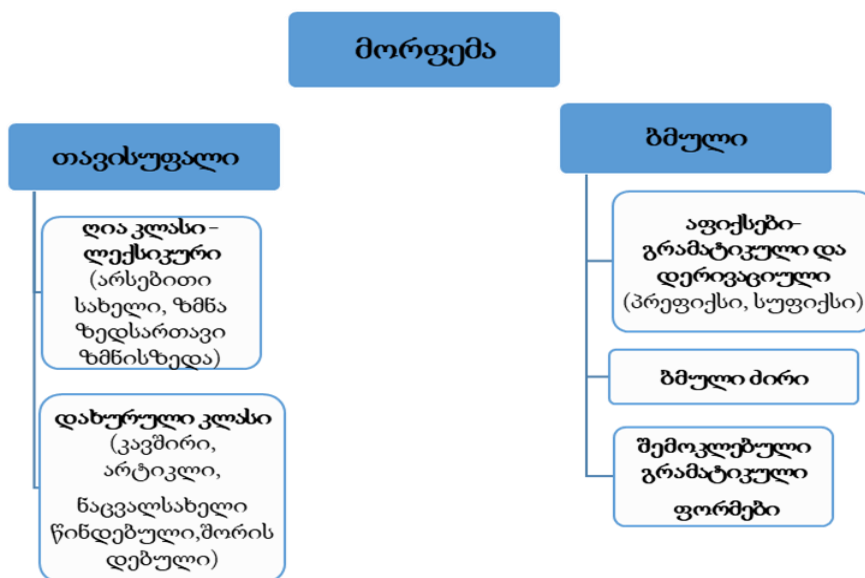 მორფემა
თავისუფალი
ღია კლასი –
ლექსიკური
(არსებითი
სახელი, ზმნა
ზედსართავი
ზმნისზედა)
დახურული კლასი
(კავშირი,
არტიკლი,
ნაცვალსახელი
წინდებული,შორის
დებული)
ბმული
აფიქსები-
გრამატიკული და
დერივაციული
(პრეფიქსი, სუფიქსი)
ბმული ძირი
შემოკლებული
გრამატიკული
ფორმები